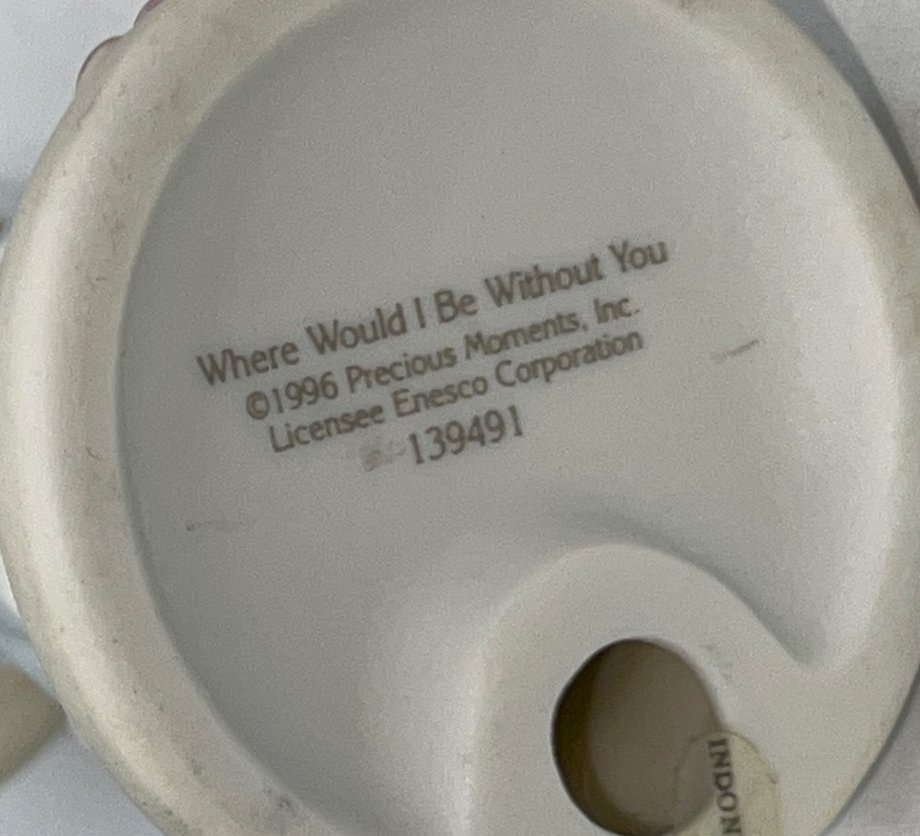 Where Would I Be Without You
©1996 Precious Moments, Inc.
Licensee Enesco Corporation
139491
INDON